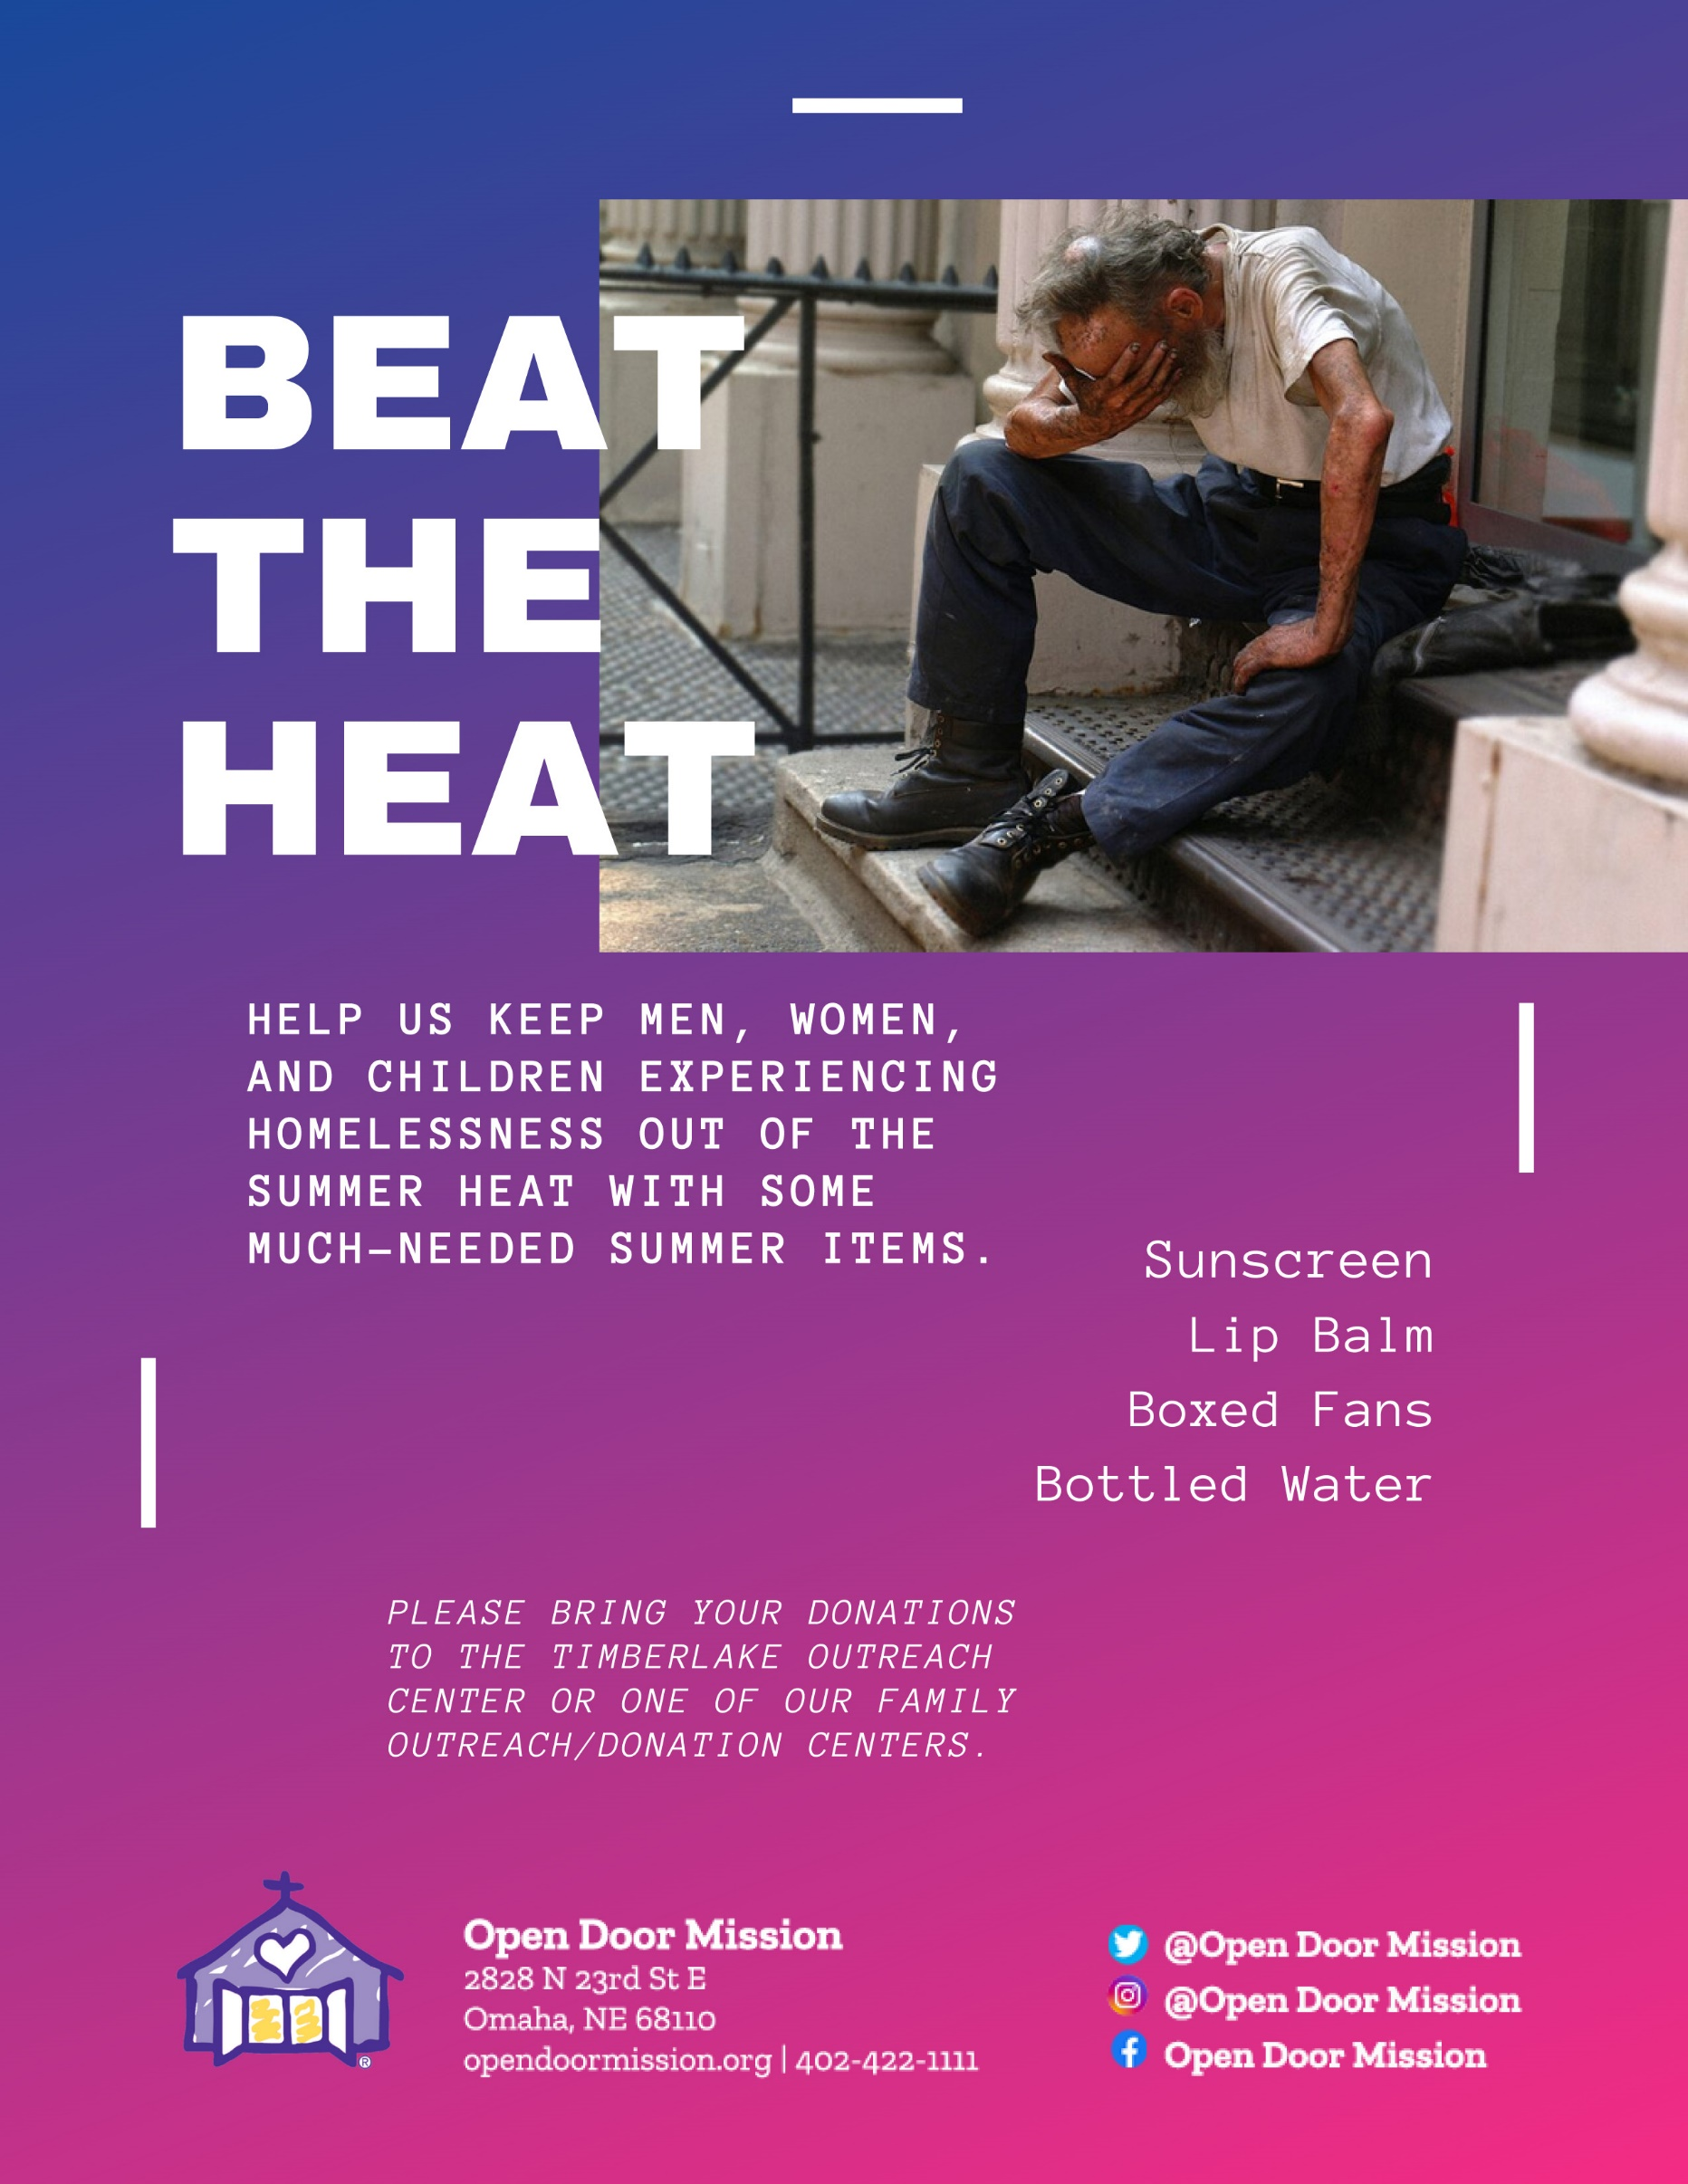 BEAT
THE
HEAT
HELP US KEEP MEN, WOMEN,
AND CHILDREN EXPERIENCING
HOMELESSNESS OUT OF THE
SUMMER HEAT WITH SOME
MUCH-NEEDED SUMMER ITEMS.
Sunscreen
Lip Balm
Boxed Fans
Bottled Water
PLEASE BRING YOUR DONATIONS
TO THE TIMBERLAKE OUTREACH
CENTER OR ONE OF OUR FAMILY
OUTREACH/DONATION CENTERS.
®
Open Door Mission
2828 N 23rd St E
Omaha, NE 68110
opendoormission.org | 402-422-1111
@Open Door Mission
@Open Door Mission
Open Door Mission